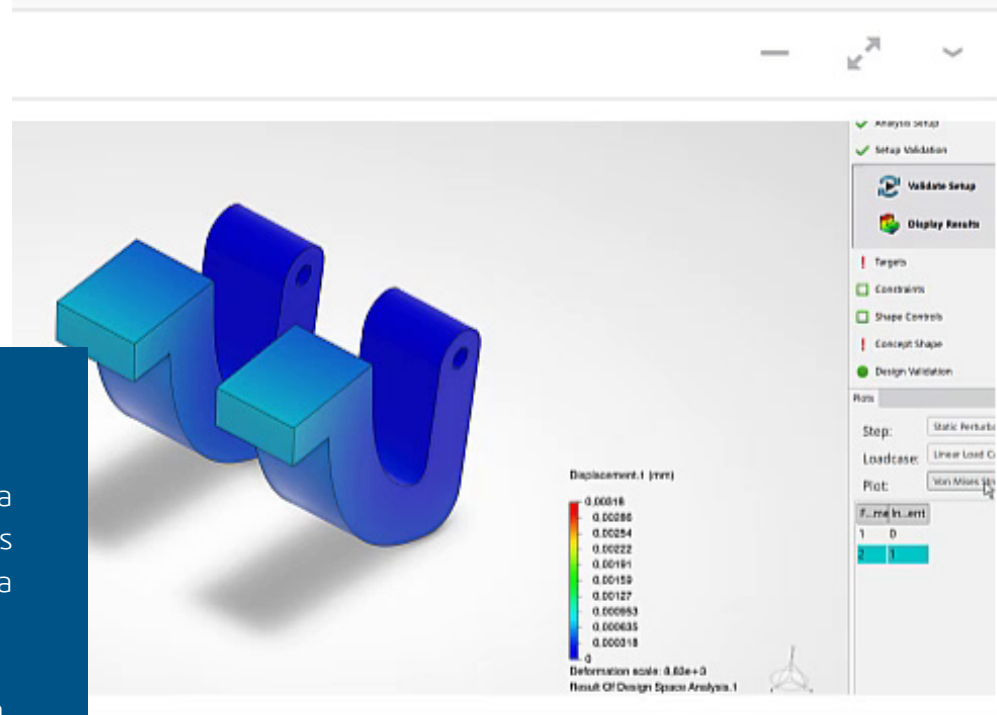 Analysis Setup
Setup Validation
Validate Setup
Display Results
Targets
Constraints
Shape Controls
Concept Shape
Design Validation
Plots
Step: Static Perturba
Loadcase: Linear Load C
Plot: Von Mises Str
F...me In...ent
1 0
2 1
a
s
a
Displacement.1 (mm)
0.00318
0.00286
0.00254
0.00222
0.00191
0.00159
0.00127
0.000953
0.000635
0.000318
0
Deformation scale: 8.83e+3
Result Of Design Space Analysis.1